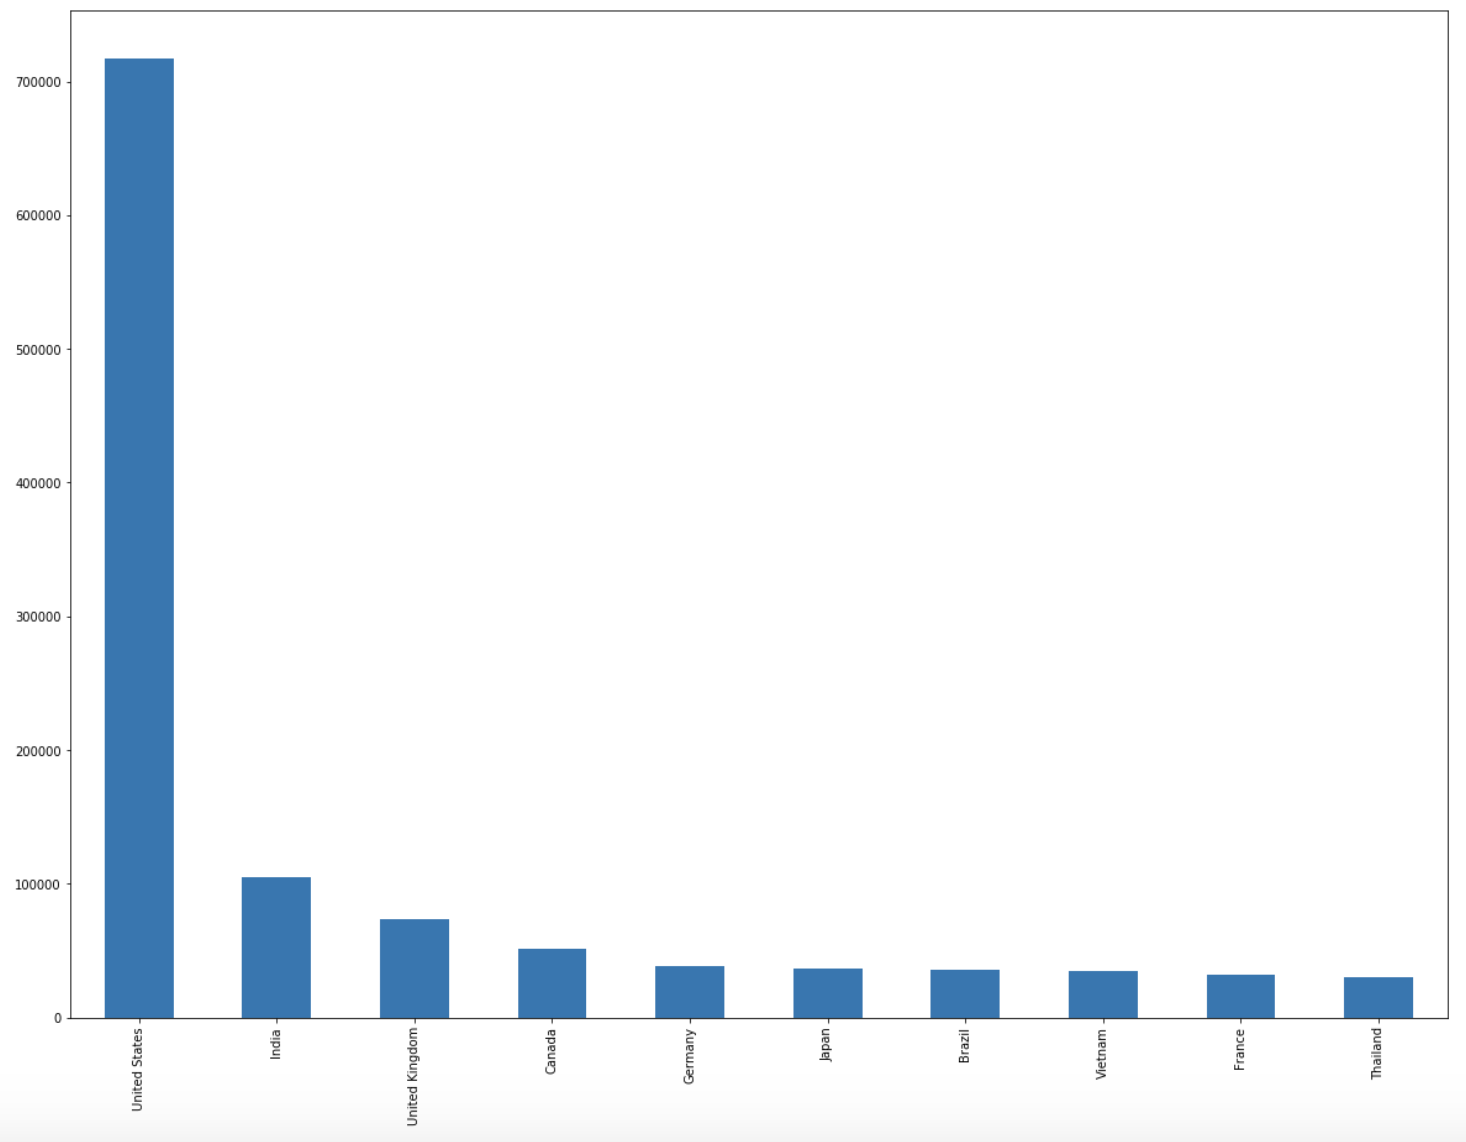 700000
600000
500000
400000
300000
200000
100000
0
United States
India
United Kingdom
Canada
Germany
Japan
Brazil
Vietnam
France
Thailand